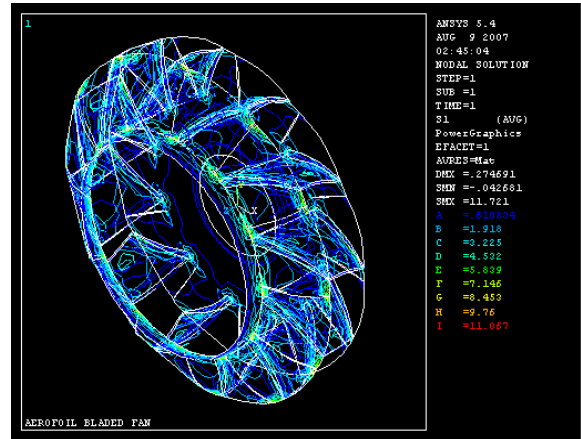 1
ANSYS 5.4
AUG 9 2007
02:45:04
NODAL SOLUTION
STEP=1
SUB =1
TIME=1
S1 (AVG)
PowerGraphics
EFACET=1
AVRES=Mat
DMX =.274691
SMN =-.042681
SMX =11.721
A =.610834
B =1.918
C =3.225
D =4.532
E =5.839
F =7.146
G =8.453
H =9.76
I =11.067
X
AEROFOIL BLADED FAN